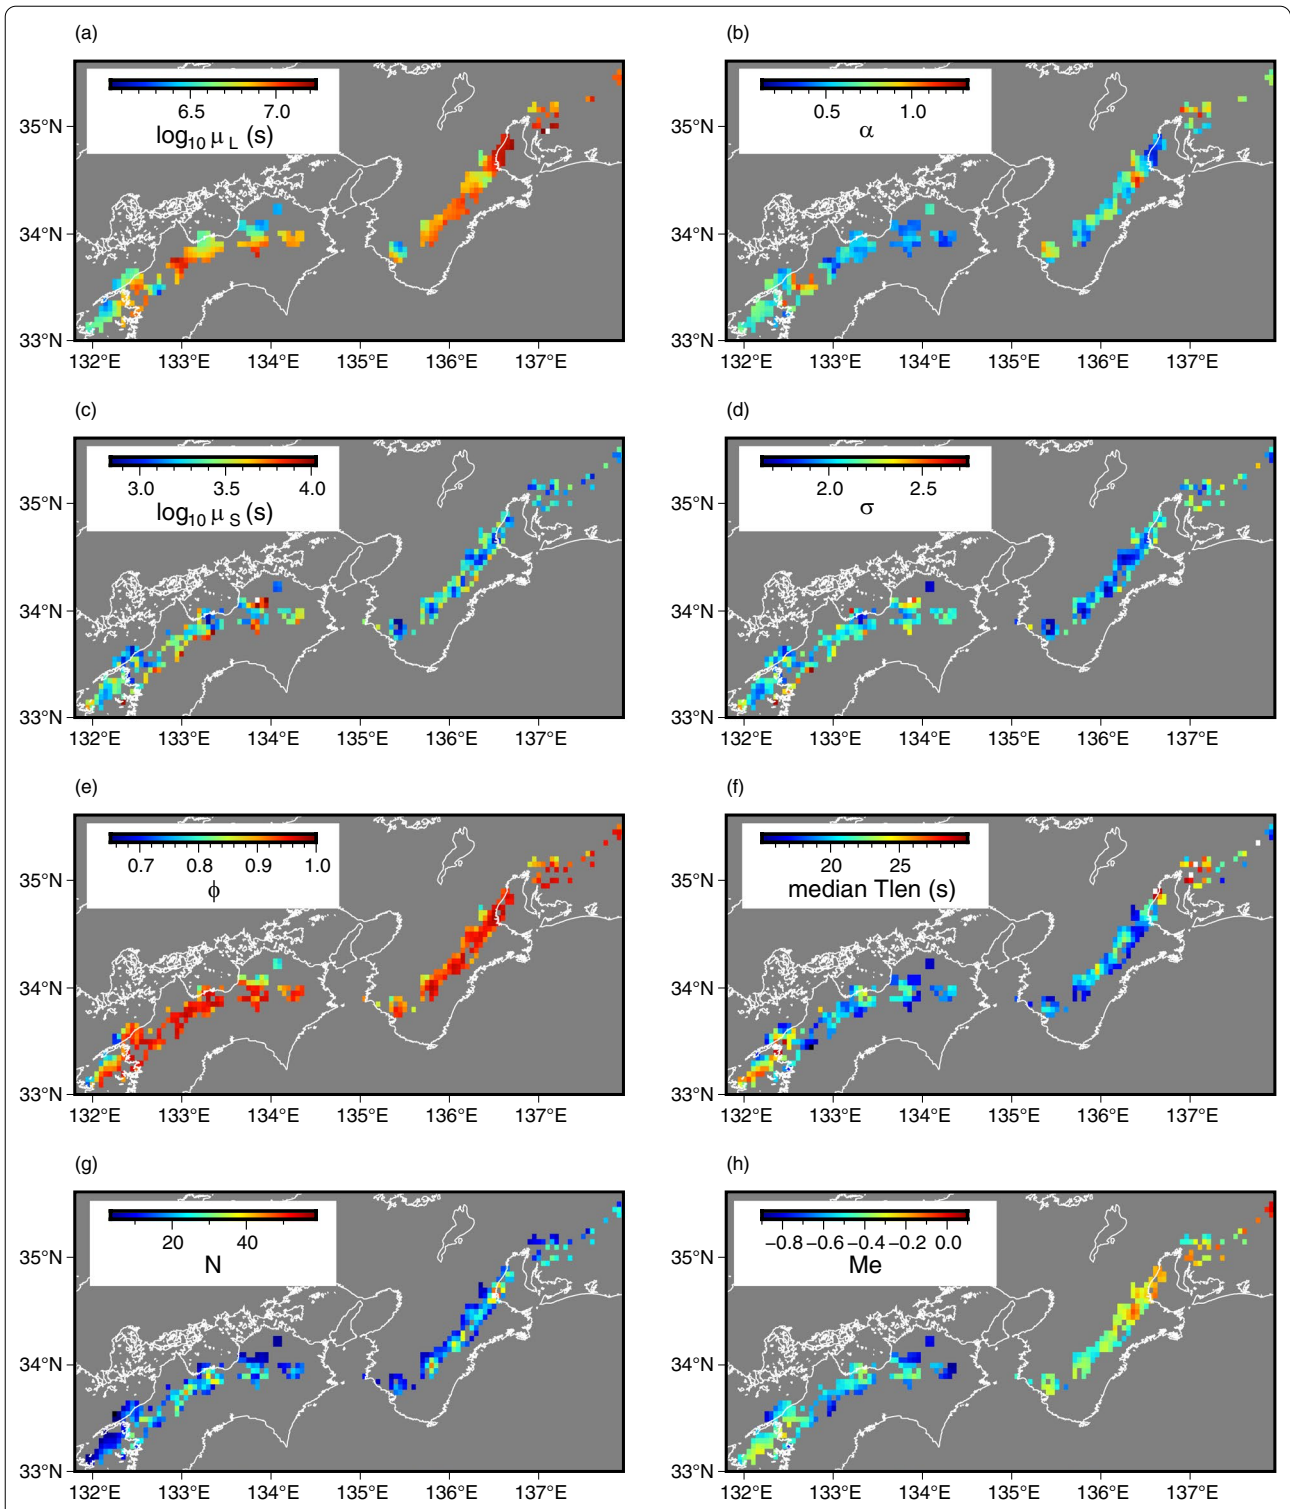 (a)
6.5 7.0
log10 μ L (s)
35°N
34°N
33°N
132°E 133°E 134°E 135°E 136°E 137°E
(b)
0.5 1.0
α
35°N
34°N
33°N
132°E 133°E 134°E 135°E 136°E 137°E
(c)
3.0 3.5 4.0
log10 μ S (s)
35°N
34°N
33°N
132°E 133°E 134°E 135°E 136°E 137°E
(d)
2.0 2.5
σ
35°N
34°N
33°N
132°E 133°E 134°E 135°E 136°E 137°E
(e)
0.7 0.8 0.9 1.0
ϕ
35°N
34°N
33°N
132°E 133°E 134°E 135°E 136°E 137°E
(f)
20 25
median Tlen (s)
35°N
34°N
33°N
132°E 133°E 134°E 135°E 136°E 137°E
(g)
20 40
N
35°N
34°N
33°N
132°E 133°E 134°E 135°E 136°E 137°E
(h)
−0.8 −0.6 −0.4 −0.2 0.0
Me
35°N
34°N
33°N
132°E 133°E 134°E 135°E 136°E 137°E